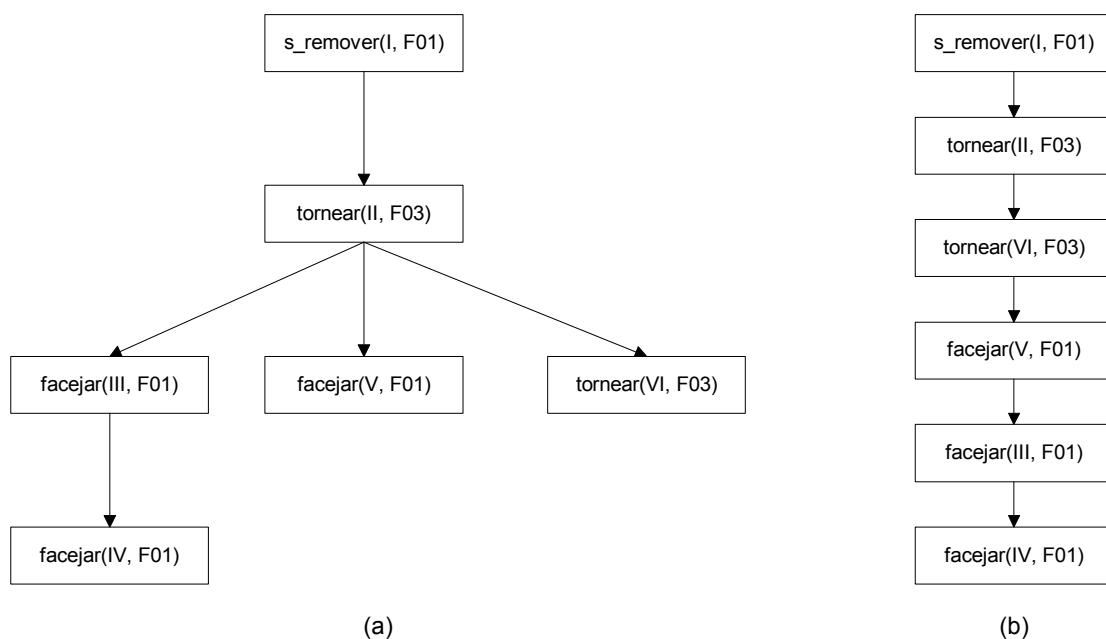 s_remover(I, F01)
tornear(II, F03)
facejar(III, F01)
facejar(V, F01)
tornear(VI, F03)
facejar(IV, F01)
(a)
s_remover(I, F01)
tornear(II, F03)
tornear(VI, F03)
facejar(V, F01)
facejar(III, F01)
facejar(IV, F01)
(b)